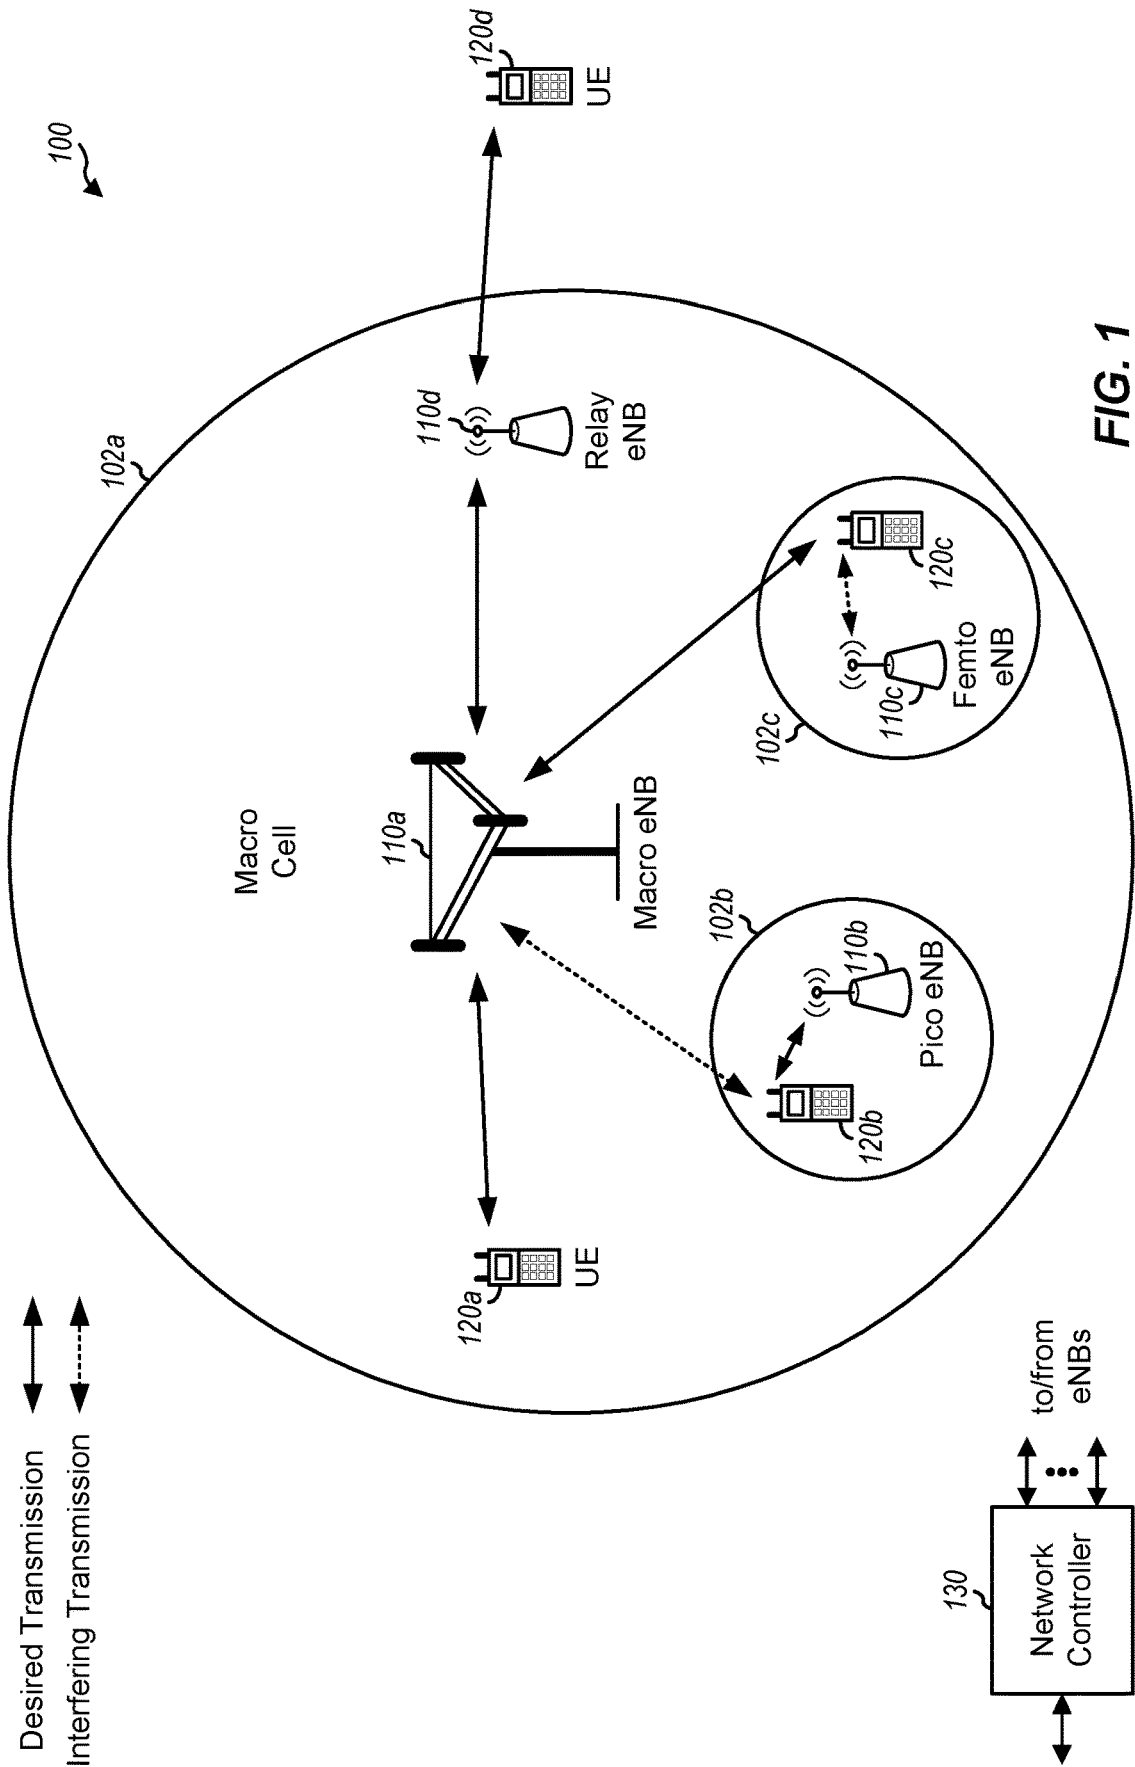 Desired Transmission
Interfering Transmission
100
102a
Macro
Cell
110a
Macro eNB
110d
Relay
eNB
120d
UE
120a
UE
102b
110b
Pico eNB
120b
102c
110c
Femto
eNB
120c
130
Network
Controller
to/from
eNBs
FIG. 1